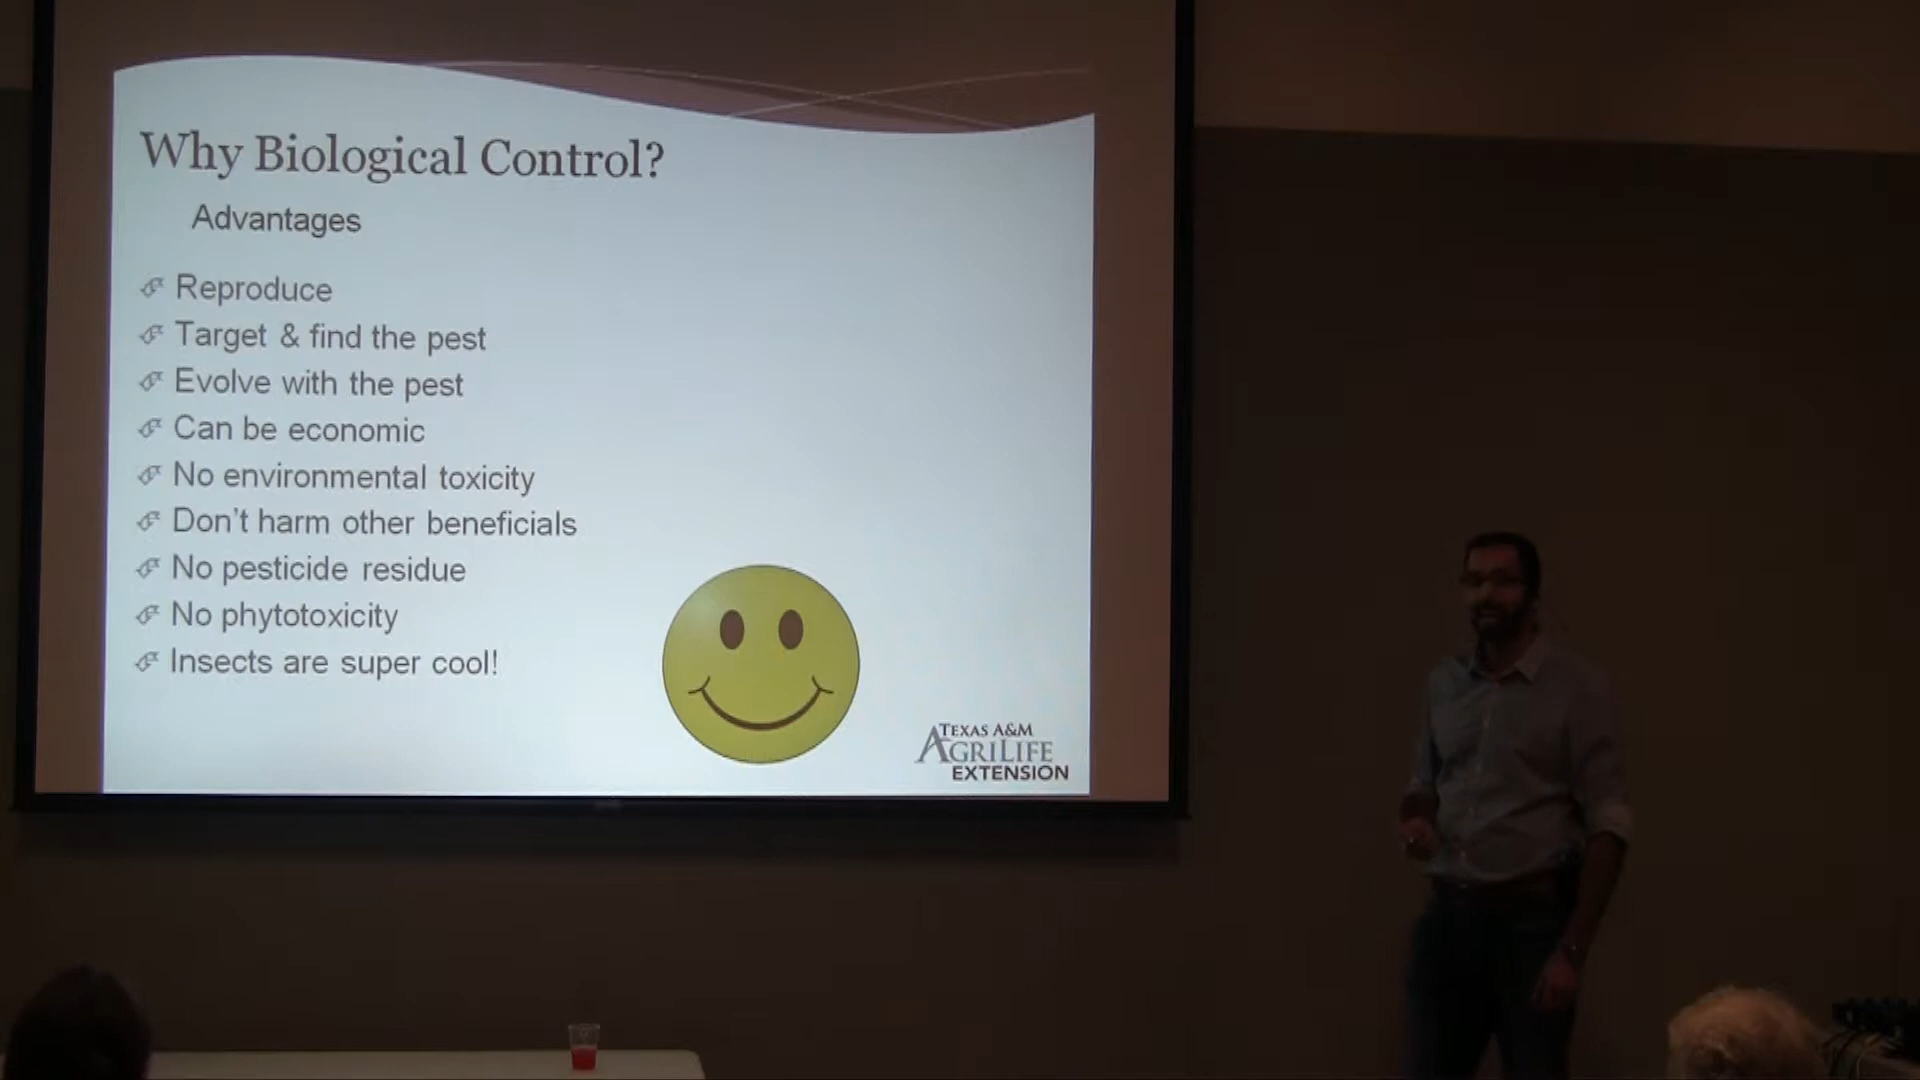 Why Biological Control?
Advantages
Reproduce
Target & find the pest
Evolve with the pest
Can be economic
No environmental toxicity
Don't harm other beneficials
No pesticide residue
No phytotoxicity
Insects are super cool!
TEXAS A&M
AGRILIFE
EXTENSION